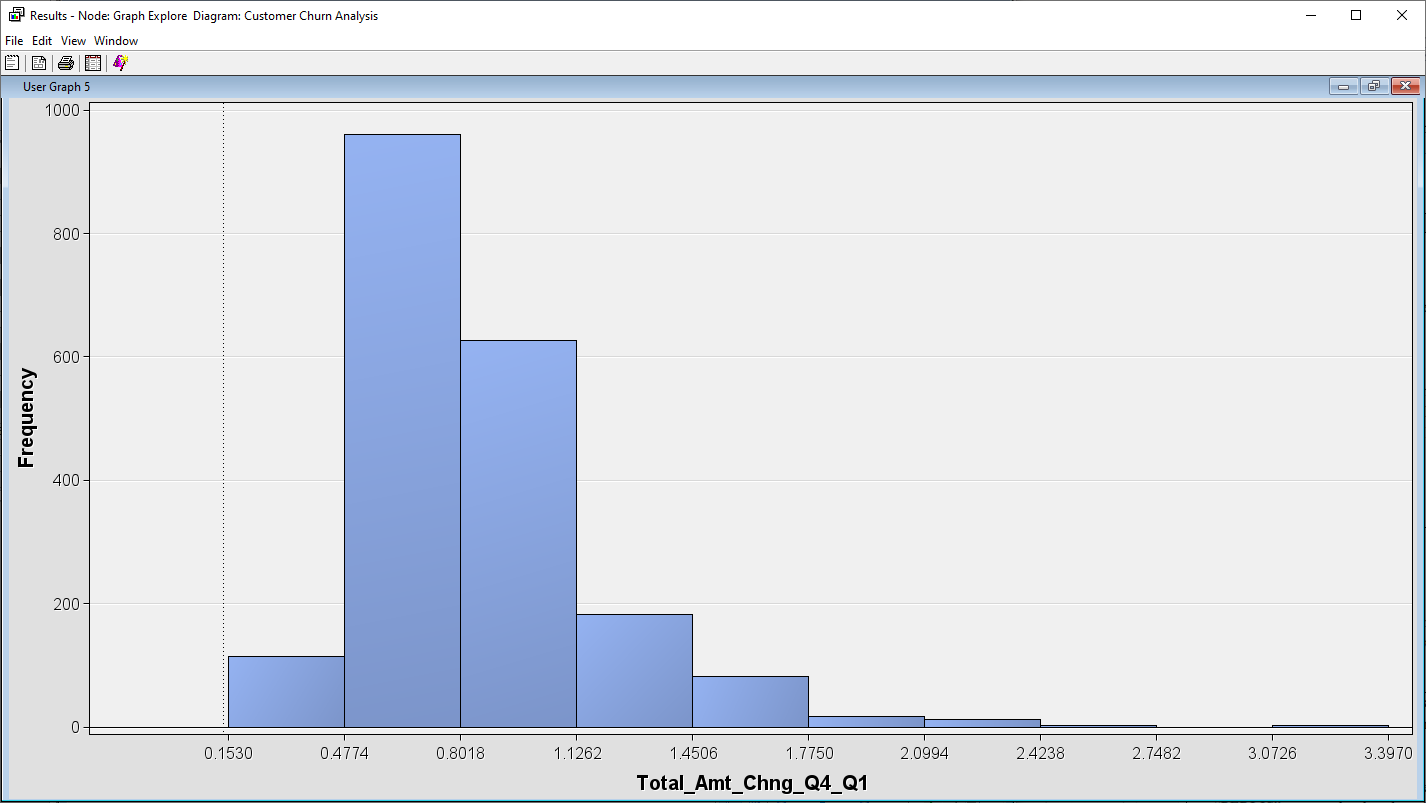 Results - Node: Graph Explore  Diagram: Customer Churn Analysis
File Edit View Window
User Graph 5
1000
800
600
400
200
0
Frequency
0.1530 0.4774 0.8018 1.1262 1.4506 1.7750 2.0994 2.4238 2.7482 3.0726 3.3970
Total_Amt_Chng_Q4_Q1